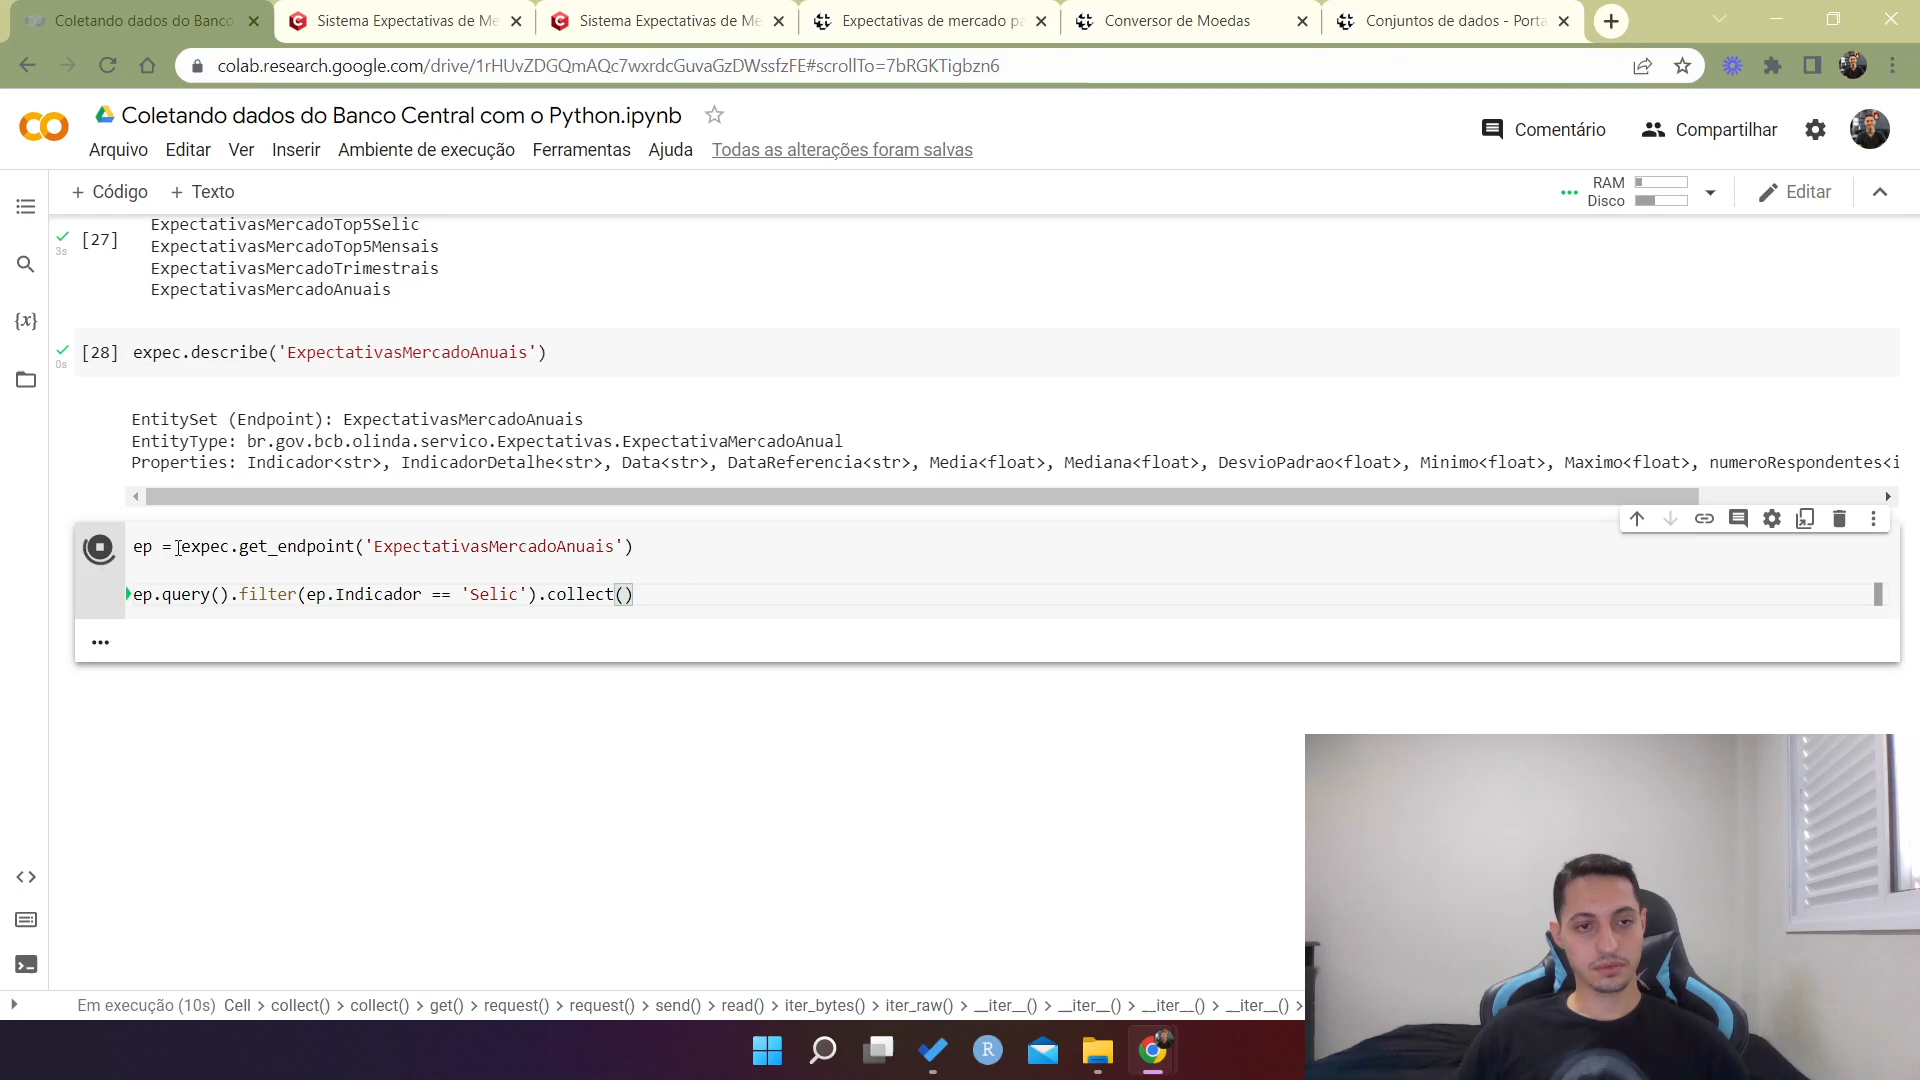 Coletando dados do Banco
Sistema Expectativas de Me
Sistema Expectativas de Me
Expectativas de mercado pa
Conversor de Moedas
Conjuntos de dados - Porta
colab.research.google.com/drive/1rHUvZDGQmAQc7wxrdcGuvaGzDWssfzFE#scrollTo=7bRGKTigbzn6
Coletando dados do Banco Central com o Python.ipynb
Comentário
Compartilhar
Arquivo Editar Ver Inserir Ambiente de execução Ferramentas Ajuda Todas as alterações foram salvas
+ Código + Texto
RAM
Disco
Editar
ExpectativasMercadoTop5Selic
[27]
3s
ExpectativasMercadoTop5Mensais
ExpectativasMercadoTrimestrais
ExpectativasMercadoAnuais
[28] expec.describe('ExpectativasMercadoAnuais')
0s
EntitySet (Endpoint): ExpectativasMercadoAnuais
EntityType: br.gov.bcb.olinda.servico.Expectativas.ExpectativaMercadoAnual
Properties: Indicador<str>, IndicadorDetalhe<str>, Data<str>, DataReferencia<str>, Media<float>, Mediana<float>, DesvioPadrao<float>, Minimo<float>, Maximo<float>, numeroRespondentes<i
ep = expec.get_endpoint('ExpectativasMercadoAnuais')
ep.query().filter(ep.Indicador == 'Selic').collect()
Em execução (10s) Cell > collect() > collect() > get() > request() > request() > send() > read() > iter_bytes() > iter_raw() > __iter__() > __iter__() > __iter__() > __iter__() >